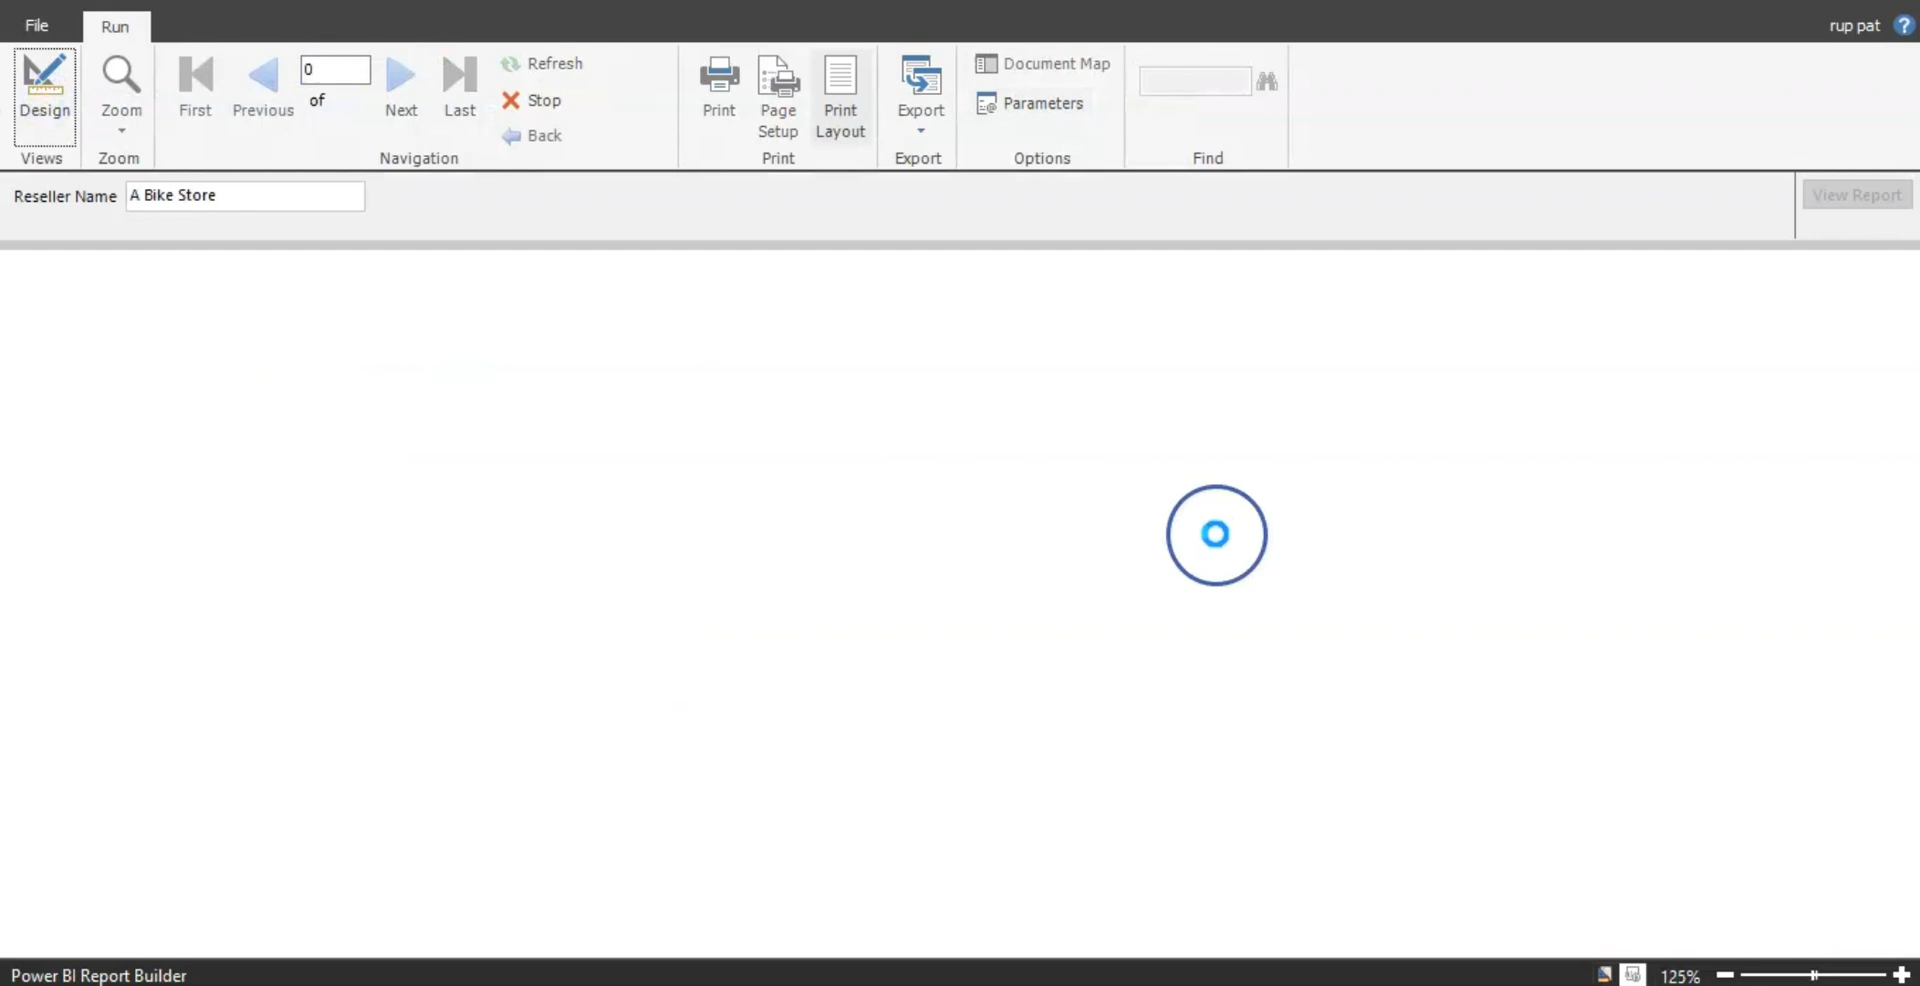 File
Run
rup pat
?
Design
Views
Zoom
Zoom
First
Previous
0
of
Next
Last
Refresh
Stop
Back
Navigation
Print
Page
Setup
Print
Layout
Print
Export
Export
Document Map
Parameters
Options
Find
Reseller Name
A Bike Store
View Report
Power BI Report Builder
125%